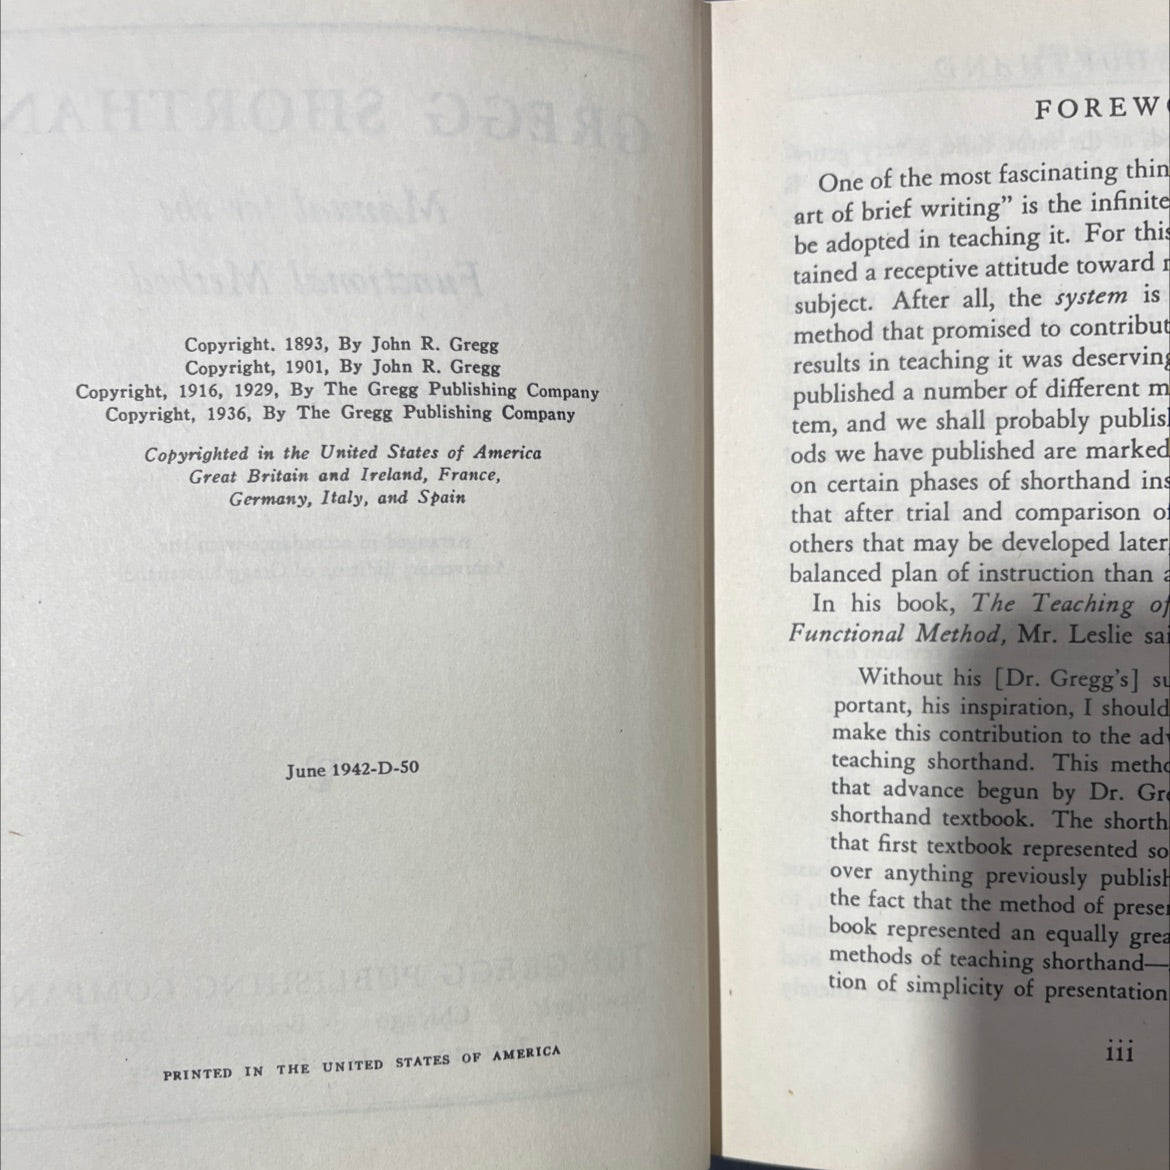 Copyright. 1893, By John R. Gregg
Copyright, 1901, By John R. Gregg
Copyright, 1916, 1929, By The Gregg Publishing Company
Copyright, 1936, By The Gregg Publishing Company
Copyrighted in the United States of America
Great Britain and Ireland, France,
Germany, Italy, and Spain
June 1942-D-50
PRINTED IN THE UNITED STATES OF AMERICA
FOREW
One of the most fascinating thin
art of brief writing” is the infinite
be adopted in teaching it. For this
tained a receptive attitude toward
subject. After all, the system is
method that promised to contribut
results in teaching it was deserving
published a number of different m
tem, and we shall probably publis
ods we have published are marked
on certain phases of shorthand ins
that after trial and comparison of
others that may be developed later
balanced plan of instruction than a
In his book, The Teaching of
Functional Method, Mr. Leslie sai
Without his [Dr. Gregg's] su
portant, his inspiration, I should
make this contribution to the adv
teaching shorthand. This metho
that advance begun by Dr. Gre
shorthand textbook. The shorth
that first textbook represented so
over anything previously publish
the fact that the method of prese
book represented an equally grea
methods of teaching shorthand—
tion of simplicity of presentation
iii